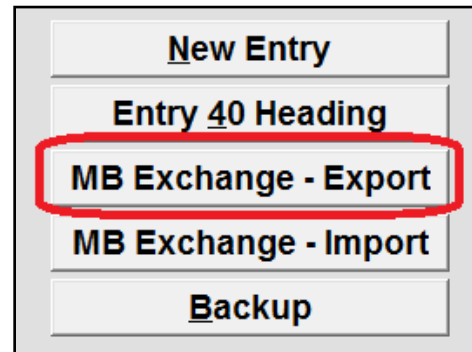 New Entry
Entry 40 Heading
MB Exchange - Export
MB Exchange - Import
Backup